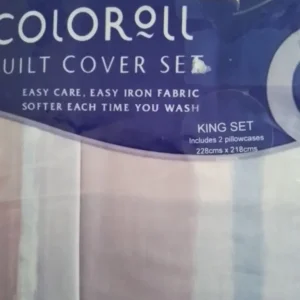 COLOROLL
UILT COVER SET
EASY CARE, EASY IRON FABRIC
SOFTER EACH TIME YOU WASH
KING SET
Includes 2 pillowcases
228cms x 218cms